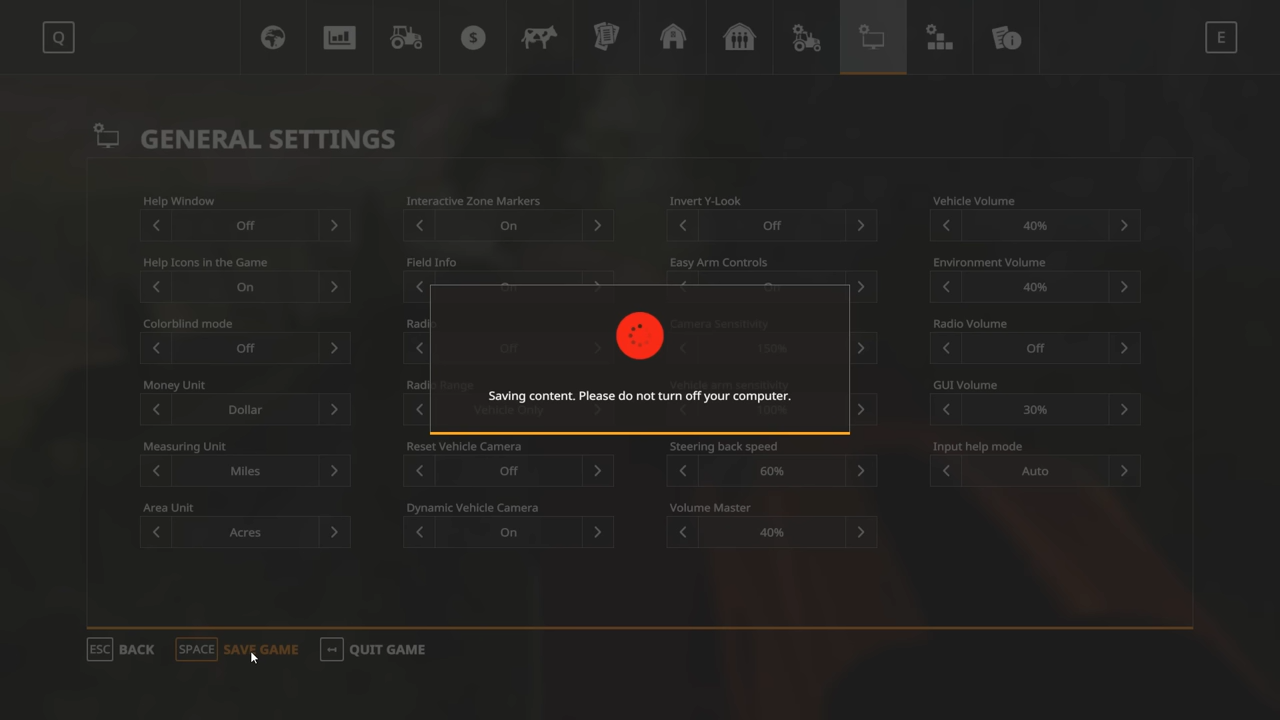 Q
E
GENERAL SETTINGS
Help Window
Off
Interactive Zone Markers
On
Invert Y-Look
Off
Vehicle Volume
40%
Help Icons in the Game
On
Field Info
On
Easy Arm Controls
On
Environment Volume
40%
Colorblind mode
Off
Radio
Off
Camera Sensitivity
150%
Radio Volume
Off
Money Unit
Dollar
Radio Range
Vehicle Only
Vehicle arm sensitivity
100%
GUI Volume
30%
Saving content. Please do not turn off your computer.
Measuring Unit
Miles
Reset Vehicle Camera
Off
Steering back speed
60%
Input help mode
Auto
Area Unit
Acres
Dynamic Vehicle Camera
On
Volume Master
40%
ESC BACK SPACE SAVE GAME QUIT GAME